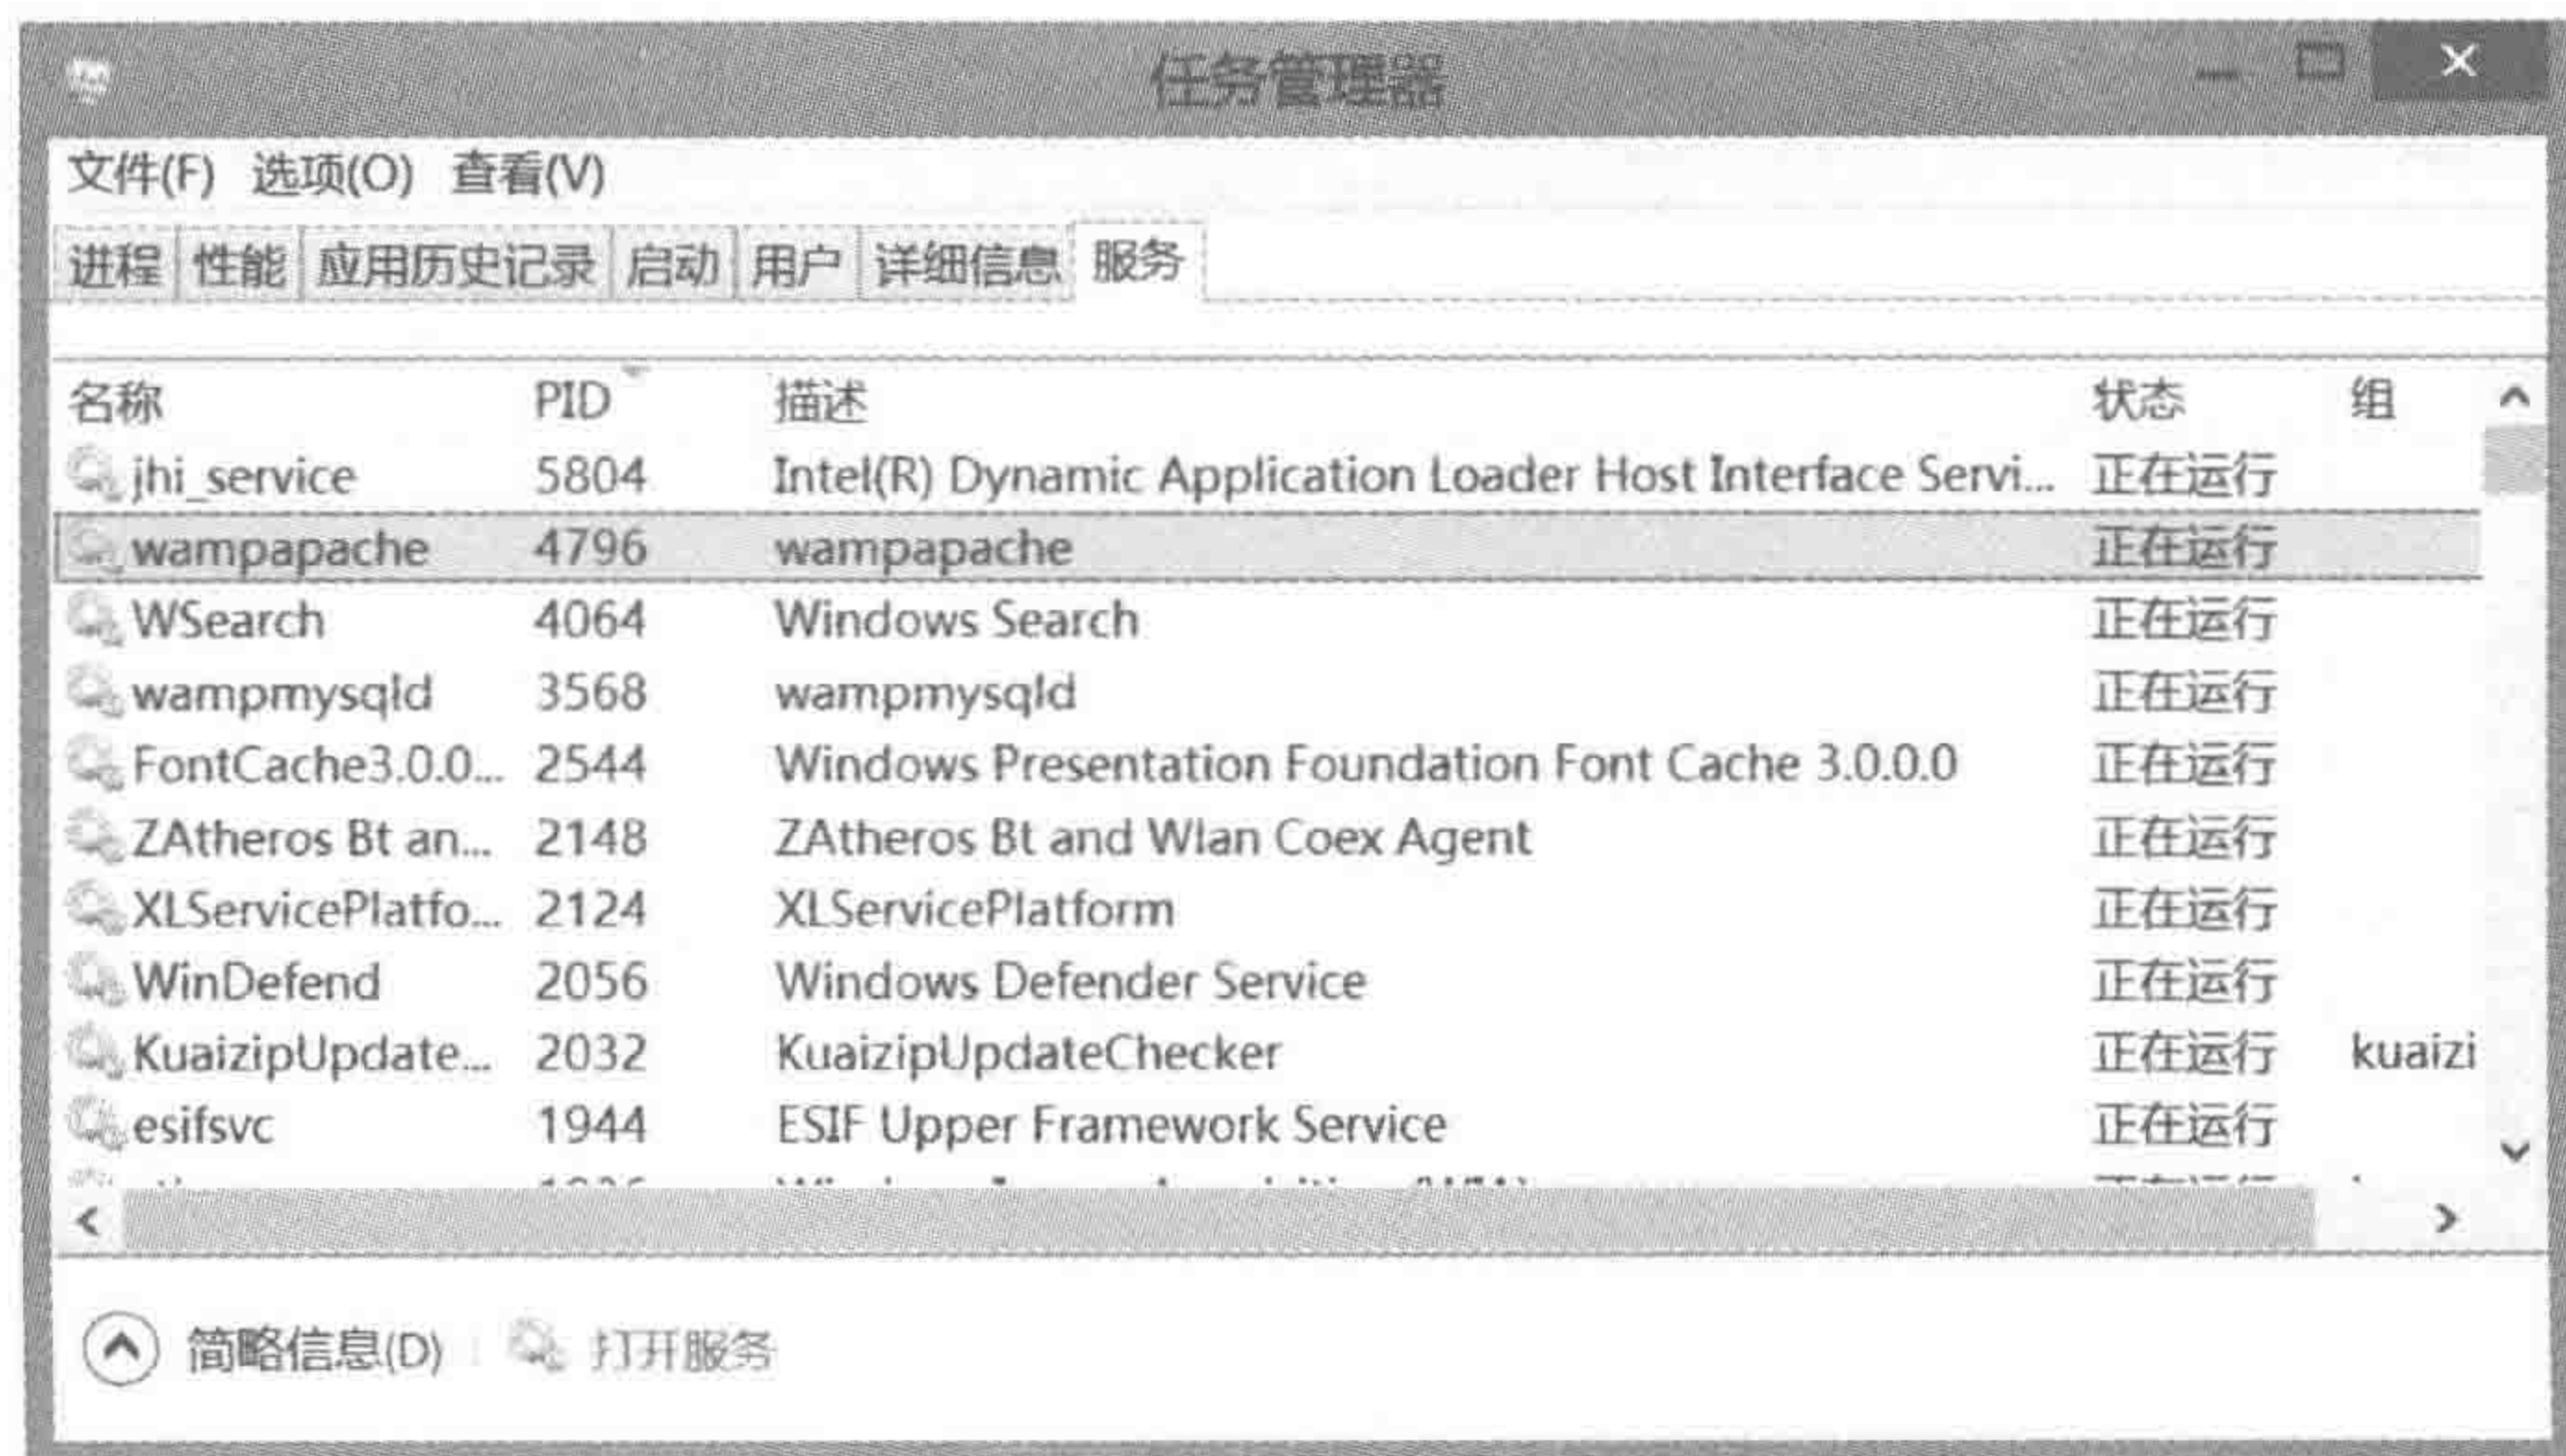 任务管理器
文件(F) 选项(O) 查看(V)
进程 性能 应用历史记录 启动 用户 详细信息 服务
名称 PID 描述 状态 组
jhi_service 5804 Intel(R) Dynamic Application Loader Host Interface Servi... 正在运行
wampapache 4796 wampapache 正在运行
WSearch 4064 Windows Search 正在运行
wampmysqld 3568 wampmysqld 正在运行
FontCache3.0.0... 2544 Windows Presentation Foundation Font Cache 3.0.0.0 正在运行
ZAtheros Bt an... 2148 ZAtheros Bt and Wlan Coex Agent 正在运行
XLServicePlatfo... 2124 XLServicePlatform 正在运行
WinDefend 2056 Windows Defender Service 正在运行
KuaizipUpdate... 2032 KuaizipUpdateChecker 正在运行 kuaizi
esifsvc 1944 ESIF Upper Framework Service 正在运行
简略信息(D) 打开服务